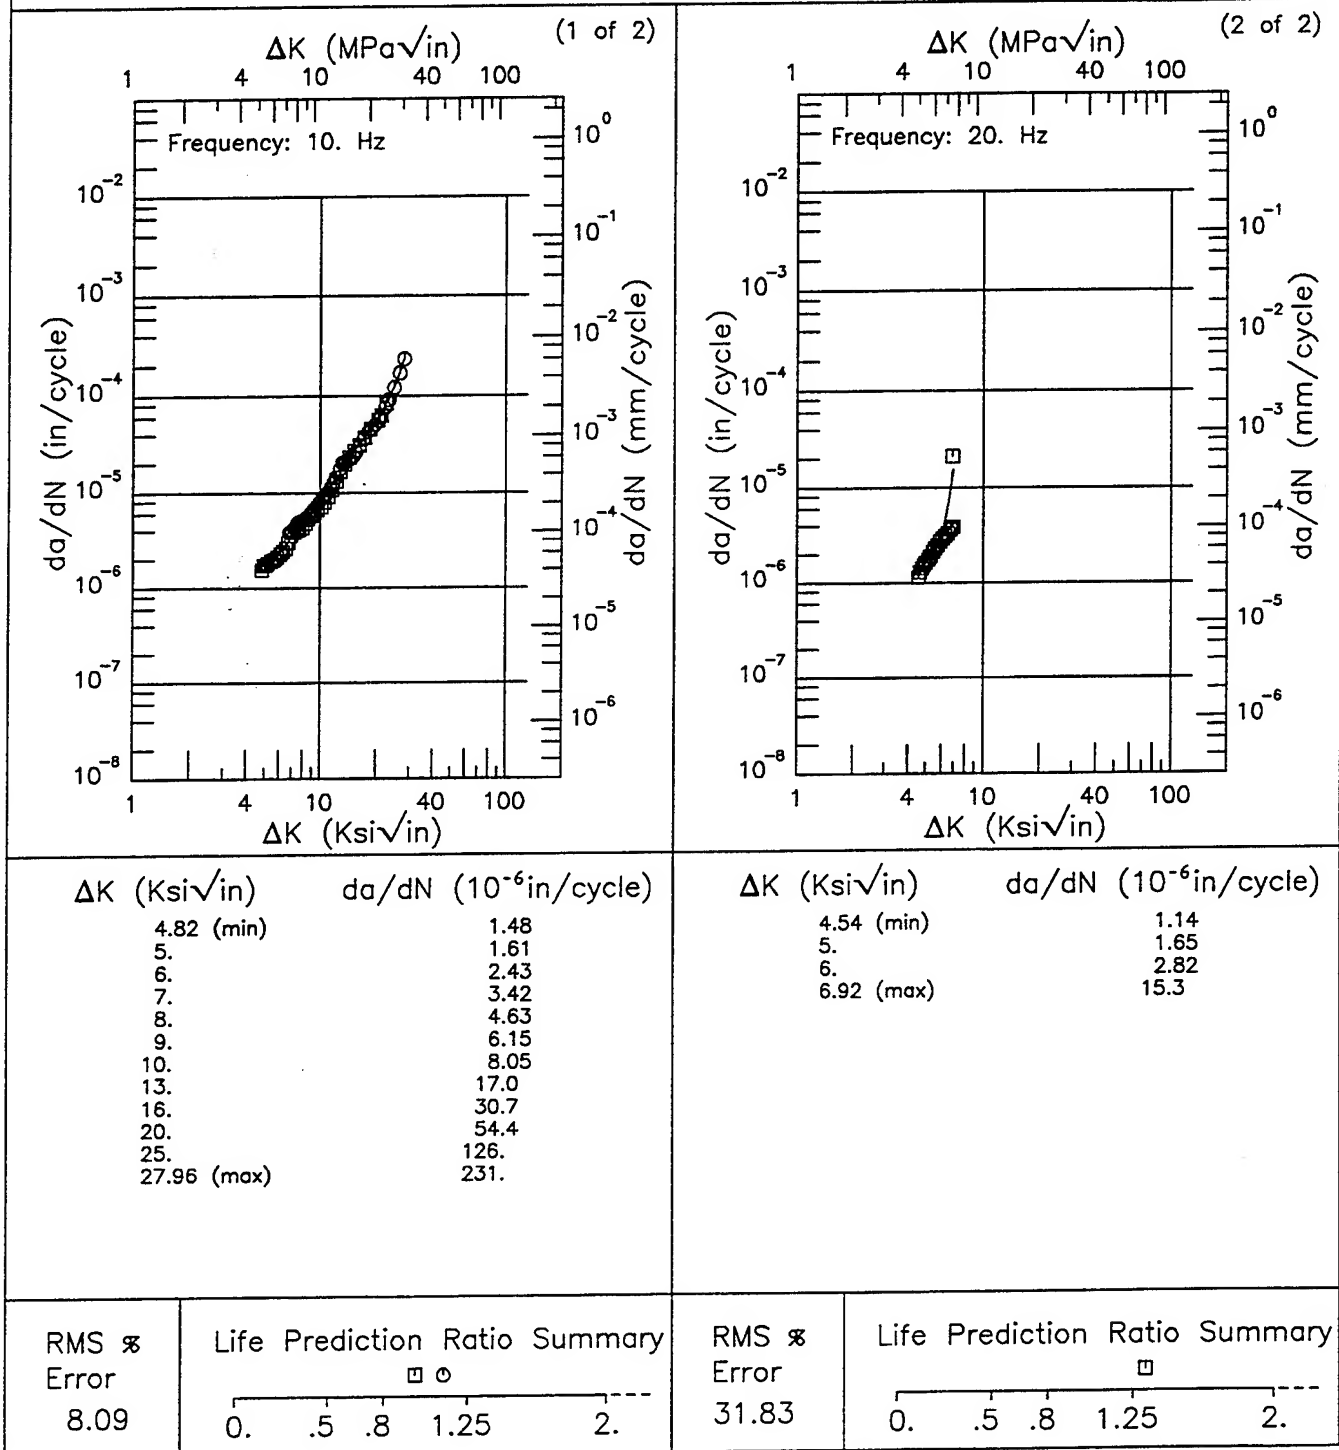 (1 of 2)
ΔK (MPa√in)
1 4 10 40 100
Frequency: 10. Hz
da/dN (in/cycle)
10⁻²
10⁻³
10⁻⁴
10⁻⁵
10⁻⁶
10⁻⁷
10⁻⁸
10⁰
10⁻¹
10⁻²
10⁻³
10⁻⁴
10⁻⁵
10⁻⁶
da/dN (mm/cycle)
1 4 10 40 100
ΔK (Ksi√in)
(2 of 2)
ΔK (MPa√in)
1 4 10 40 100
Frequency: 20. Hz
da/dN (in/cycle)
10⁻²
10⁻³
10⁻⁴
10⁻⁵
10⁻⁶
10⁻⁷
10⁻⁸
10⁰
10⁻¹
10⁻²
10⁻³
10⁻⁴
10⁻⁵
10⁻⁶
da/dN (mm/cycle)
1 4 10 40 100
ΔK (Ksi√in)
ΔK (Ksi√in) da/dN (10⁻⁶in/cycle)
4.82 (min) 1.48
5. 1.61
6. 2.43
7. 3.42
8. 4.63
9. 6.15
10. 8.05
13. 17.0
16. 30.7
20. 54.4
25. 126.
27.96 (max) 231.
ΔK (Ksi√in) da/dN (10⁻⁶in/cycle)
4.54 (min) 1.14
5. 1.65
6. 2.82
6.92 (max) 15.3
RMS %
Error
8.09
Life Prediction Ratio Summary
0. .5 .8 1.25 2.
RMS %
Error
31.83
Life Prediction Ratio Summary
0. .5 .8 1.25 2.